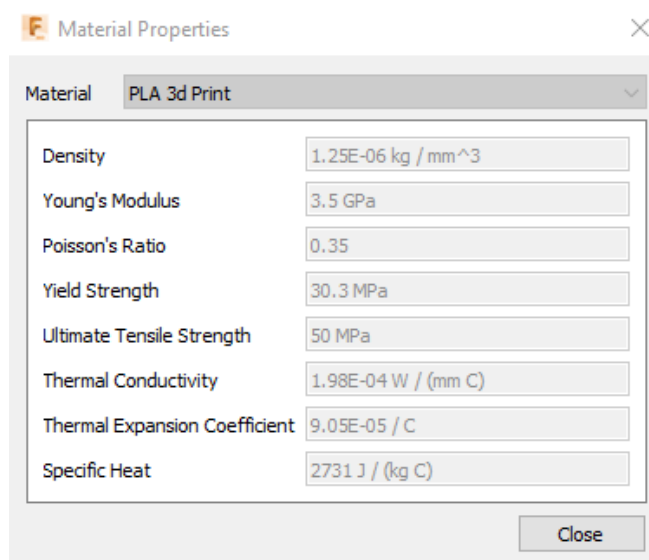 Material Properties
Material PLA 3d Print
Density 1.25E-06 kg / mm^3
Young's Modulus 3.5 GPa
Poisson's Ratio 0.35
Yield Strength 30.3 MPa
Ultimate Tensile Strength 50 MPa
Thermal Conductivity 1.98E-04 W / (mm C)
Thermal Expansion Coefficient 9.05E-05 / C
Specific Heat 2731 J / (kg C)
Close